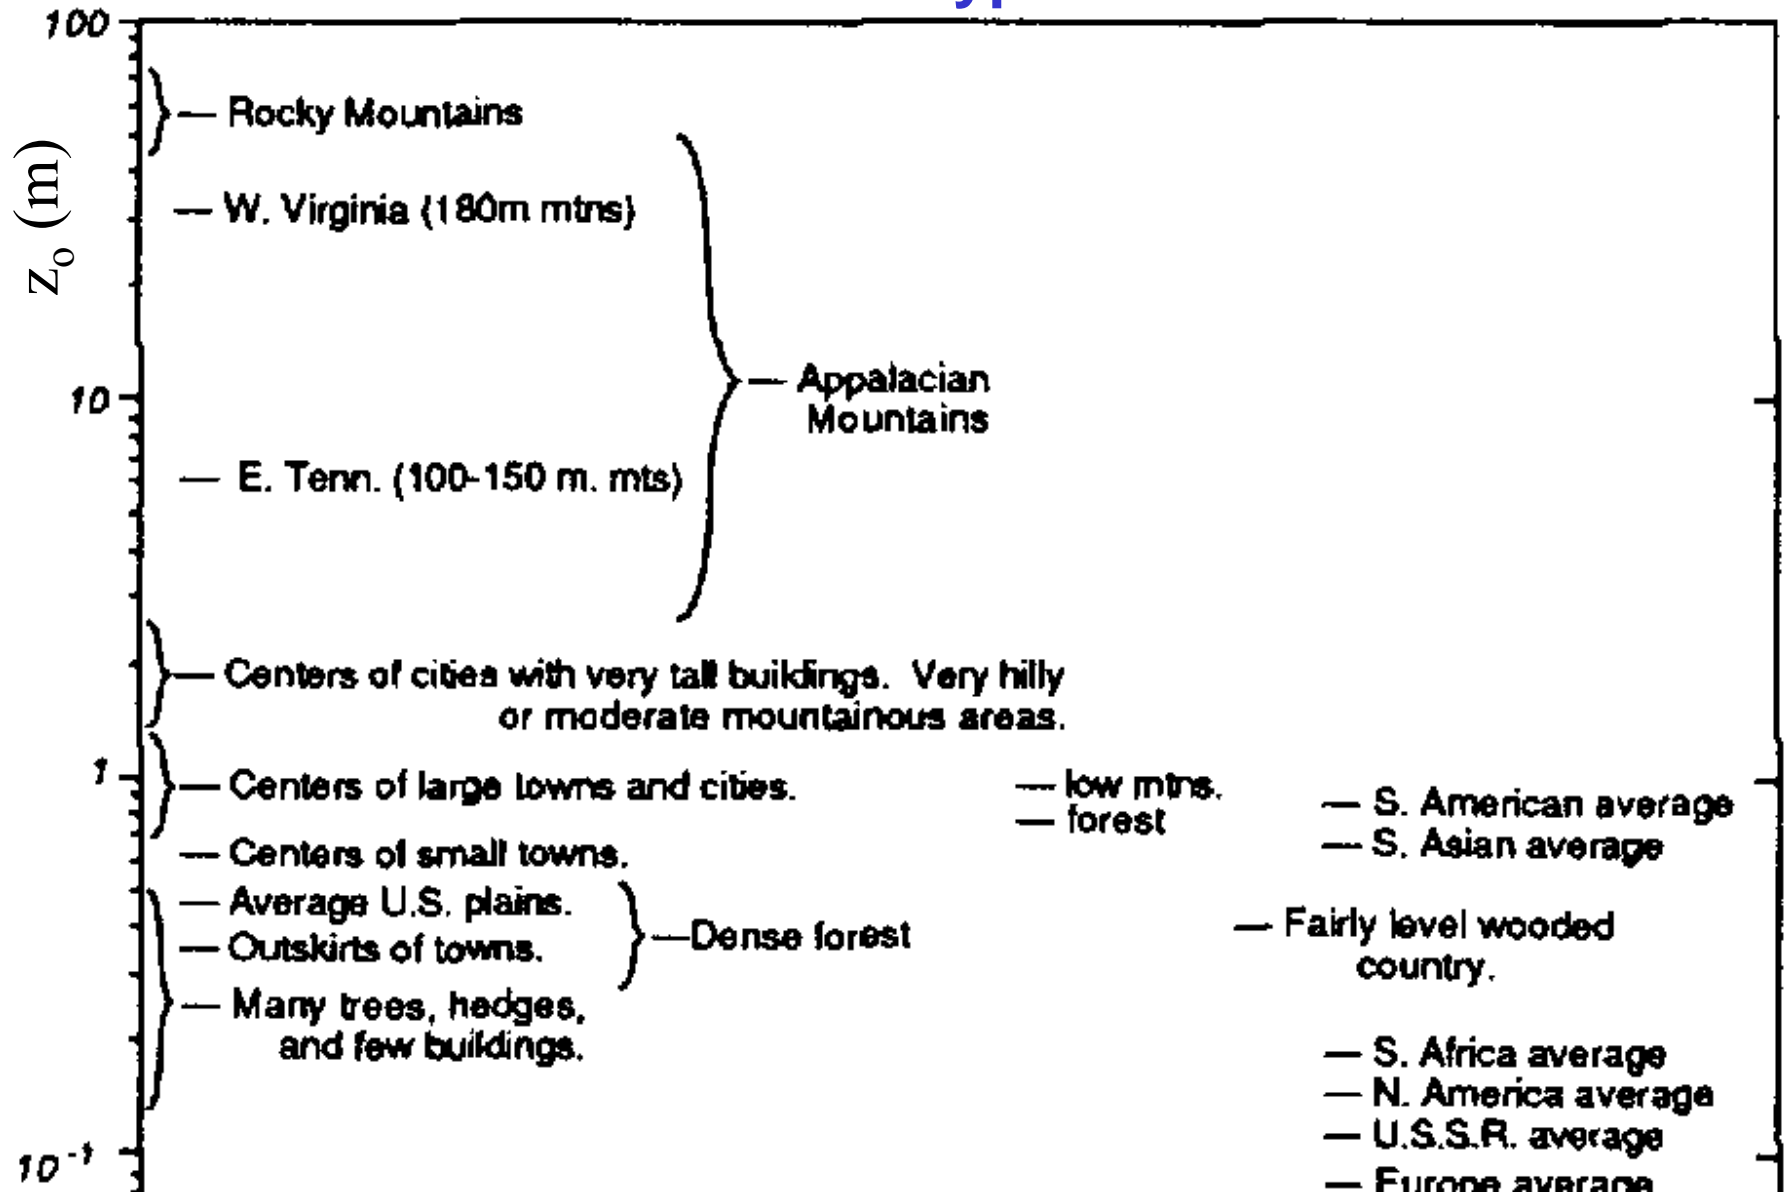 100
Rocky Mountains
z₀ (m)
W. Virginia (180m mtns)
Appalacian
Mountains
10
E. Tenn. (100-150 m. mts)
Centers of cities with very tall buildings. Very hilly
or moderate mountainous areas.
1
Centers of large towns and cities.
low mtns.
forest
S. American average
S. Asian average
Centers of small towns.
Average U.S. plains.
Dense forest
Fairly level wooded
country.
Outskirts of towns.
Many trees, hedges,
and few buildings.
S. Africa average
N. America average
U.S.S.R. average
10⁻¹
Europe average